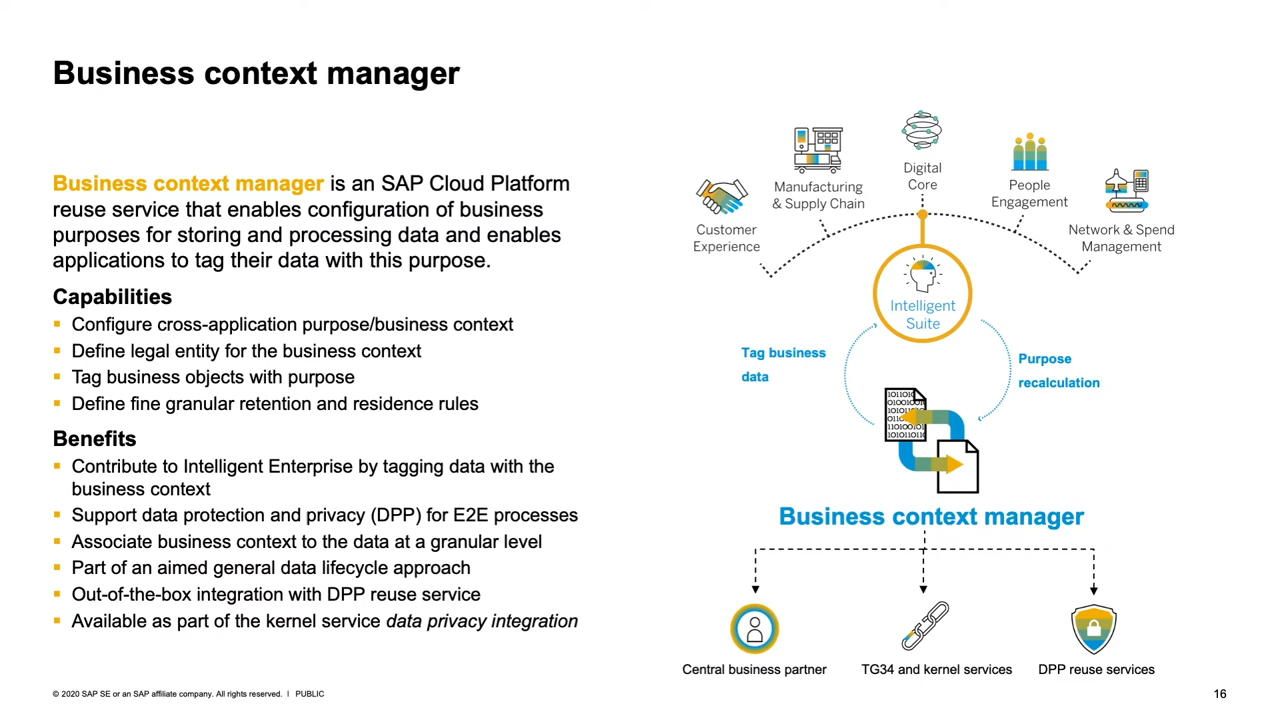 Business context manager
Business context manager is an SAP Cloud Platform
reuse service that enables configuration of business
purposes for storing and processing data and enables
applications to tag their data with this purpose.
Capabilities
▪ Configure cross-application purpose/business context
▪ Define legal entity for the business context
▪ Tag business objects with purpose
▪ Define fine granular retention and residence rules
Benefits
▪ Contribute to Intelligent Enterprise by tagging data with the
business context
▪ Support data protection and privacy (DPP) for E2E processes
▪ Associate business context to the data at a granular level
▪ Part of an aimed general data lifecycle approach
▪ Out-of-the-box integration with DPP reuse service
▪ Available as part of the kernel service data privacy integration
Customer
Experience
Manufacturing
& Supply Chain
Digital
Core
People
Engagement
Network & Spend
Management
Intelligent
Suite
Tag business
data
Purpose
recalculation
Business context manager
Central business partner
TG34 and kernel services
DPP reuse services
© 2020 SAP SE or an SAP affiliate company. All rights reserved. | PUBLIC
16